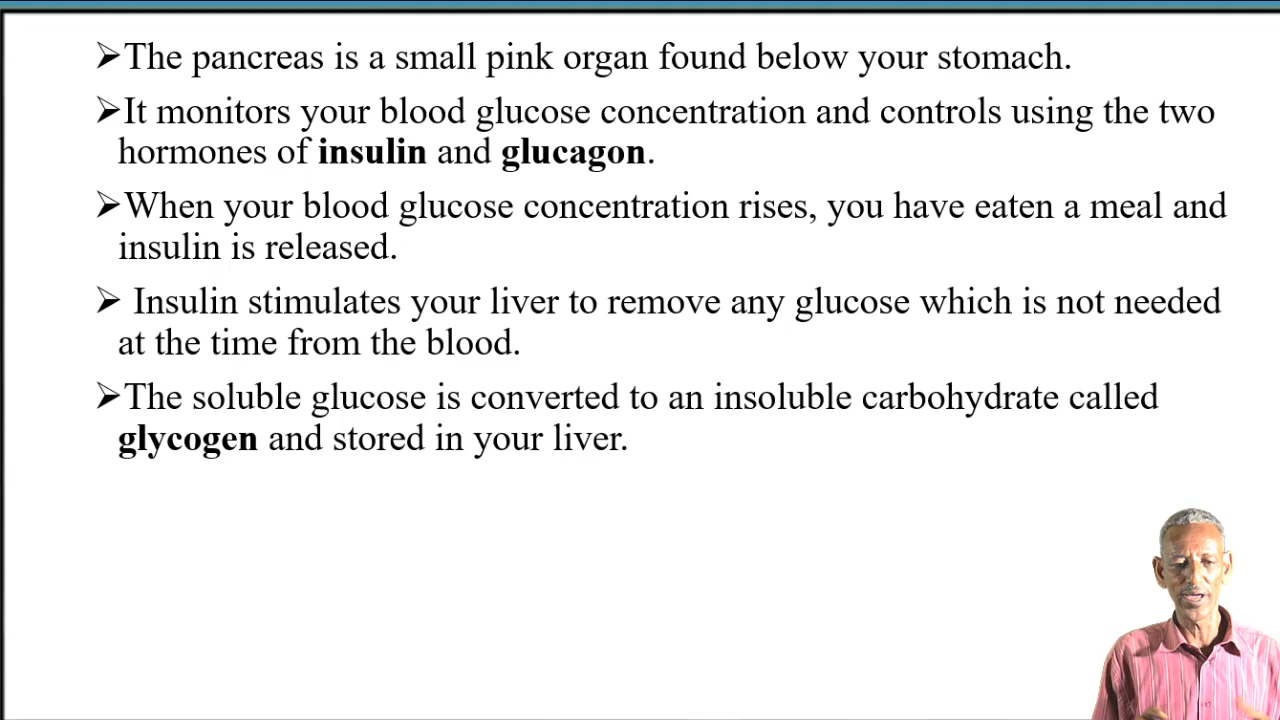 ➢The pancreas is a small pink organ found below your stomach.
➢It monitors your blood glucose concentration and controls using the two
hormones of insulin and glucagon.
➢When your blood glucose concentration rises, you have eaten a meal and
insulin is released.
➢ Insulin stimulates your liver to remove any glucose which is not needed
at the time from the blood.
➢The soluble glucose is converted to an insoluble carbohydrate called
glycogen and stored in your liver.